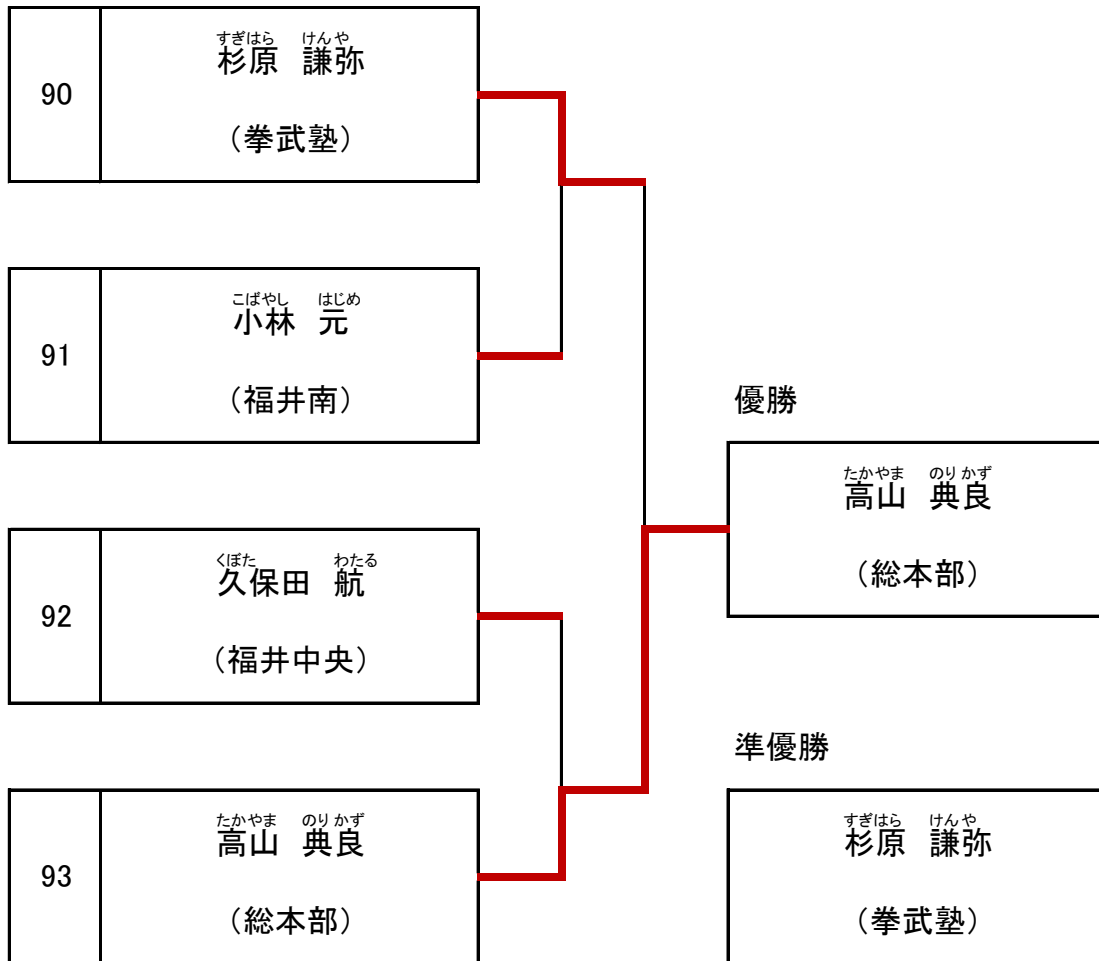 すぎはら けんや
90 杉原 謙弥
(拳武塾)
こばやし はじめ
91 小林 元
(福井南)
くぼた わたる
92 久保田 航
(福井中央)
たかやま のりかず
93 高山 典良
(総本部)
優勝
たかやま のりかず
高山 典良
(総本部)
準優勝
すぎはら けんや
杉原 謙弥
(拳武塾)